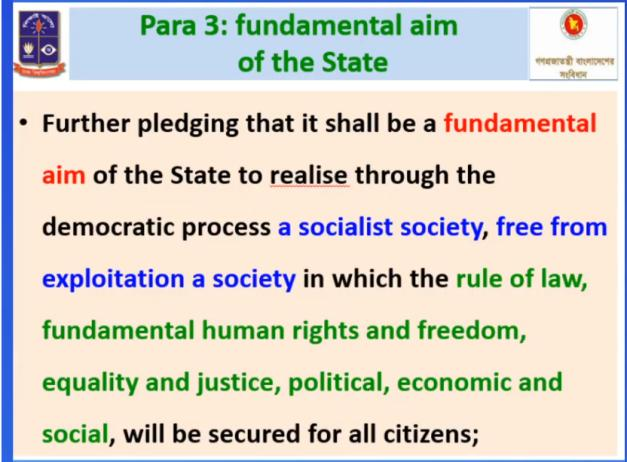 Para 3: fundamental aim
of the State
গণপ্রজাতন্ত্রী বাংলাদেশের
সংবিধান
• Further pledging that it shall be a fundamental
aim of the State to realise through the
democratic process a socialist society, free from
exploitation a society in which the rule of law,
fundamental human rights and freedom,
equality and justice, political, economic and
social, will be secured for all citizens;